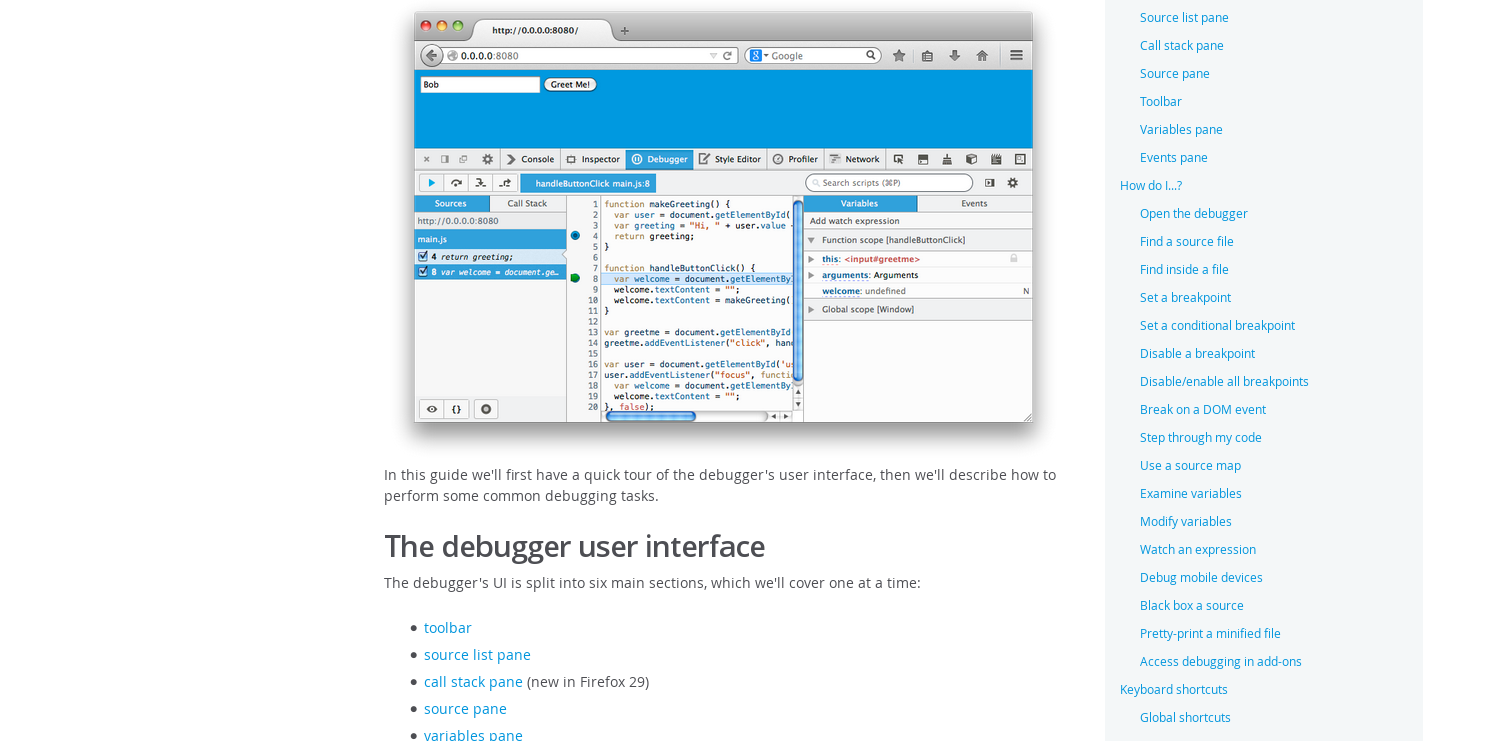 http://0.0.0.0:8080/
0.0.0.0:8080
Google
Bob
Greet Me!
Console
Inspector
Debugger
Style Editor
Profiler
Network
handleButtonClick main.js:8
Search scripts (⌘P)
Sources
Call Stack
Variables
Events
http://0.0.0.0:8080
main.js
4 return greeting;
8 var welcome = document.ge…
1 function makeGreeting() {
2 var user = document.getElementById(
3 var greeting = "Hi, " + user.value
4 return greeting;
5 }
6
7 function handleButtonClick() {
8 var welcome = document.getElementBy
9 welcome.textContent = "";
10 welcome.textContent = makeGreeting(
11 }
12
13 var greetme = document.getElementById
14 greetme.addEventListener("click", han
15
16 var user = document.getElementById('u
17 user.addEventListener("focus", functi
18 var welcome = document.getElementBy
19 welcome.textContent = "";
20 }, false);
Add watch expression
Function scope [handleButtonClick]
this: <input#greetme>
arguments: Arguments
welcome: undefined
N
Global scope [Window]
{}
In this guide we'll first have a quick tour of the debugger's user interface, then we'll describe how to
perform some common debugging tasks.
The debugger user interface
The debugger's UI is split into six main sections, which we'll cover one at a time:
toolbar
source list pane
call stack pane (new in Firefox 29)
source pane
variables pane
Source list pane
Call stack pane
Source pane
Toolbar
Variables pane
Events pane
How do I...?
Open the debugger
Find a source file
Find inside a file
Set a breakpoint
Set a conditional breakpoint
Disable a breakpoint
Disable/enable all breakpoints
Break on a DOM event
Step through my code
Use a source map
Examine variables
Modify variables
Watch an expression
Debug mobile devices
Black box a source
Pretty-print a minified file
Access debugging in add-ons
Keyboard shortcuts
Global shortcuts